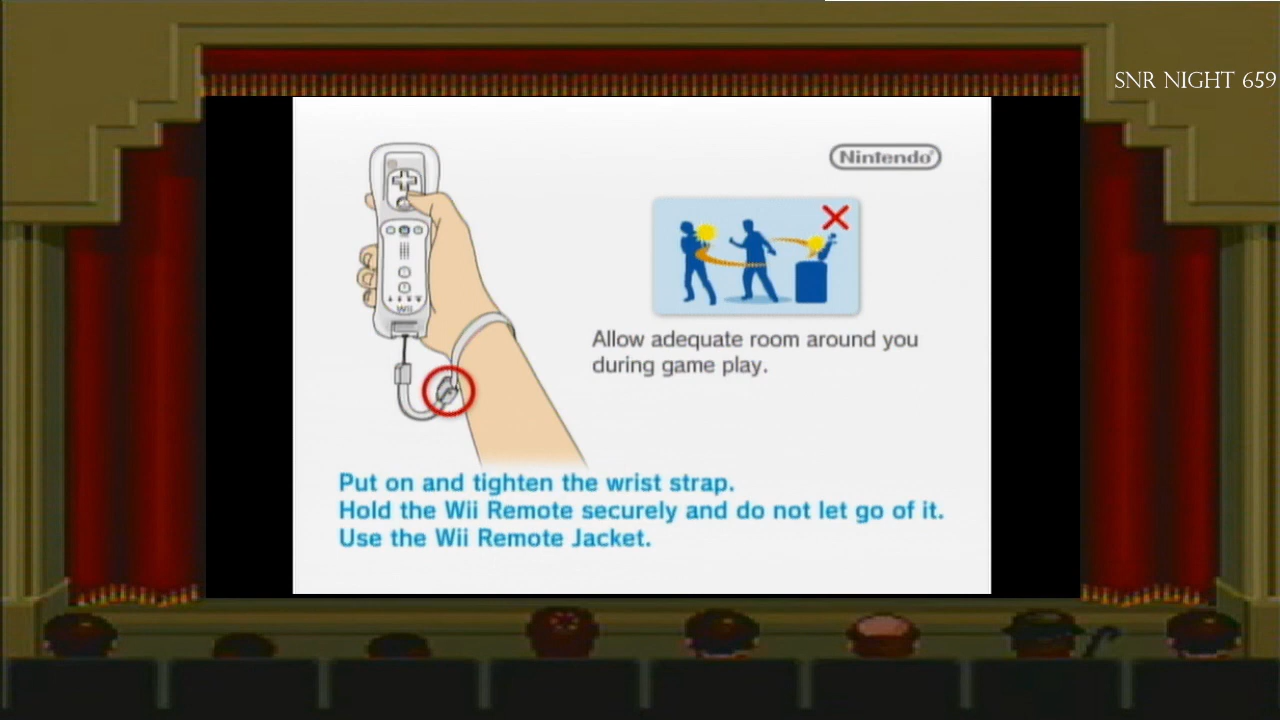 SNR NIGHT 659
Nintendo®
Wii
Allow adequate room around you
during game play.
Put on and tighten the wrist strap.
Hold the Wii Remote securely and do not let go of it.
Use the Wii Remote Jacket.